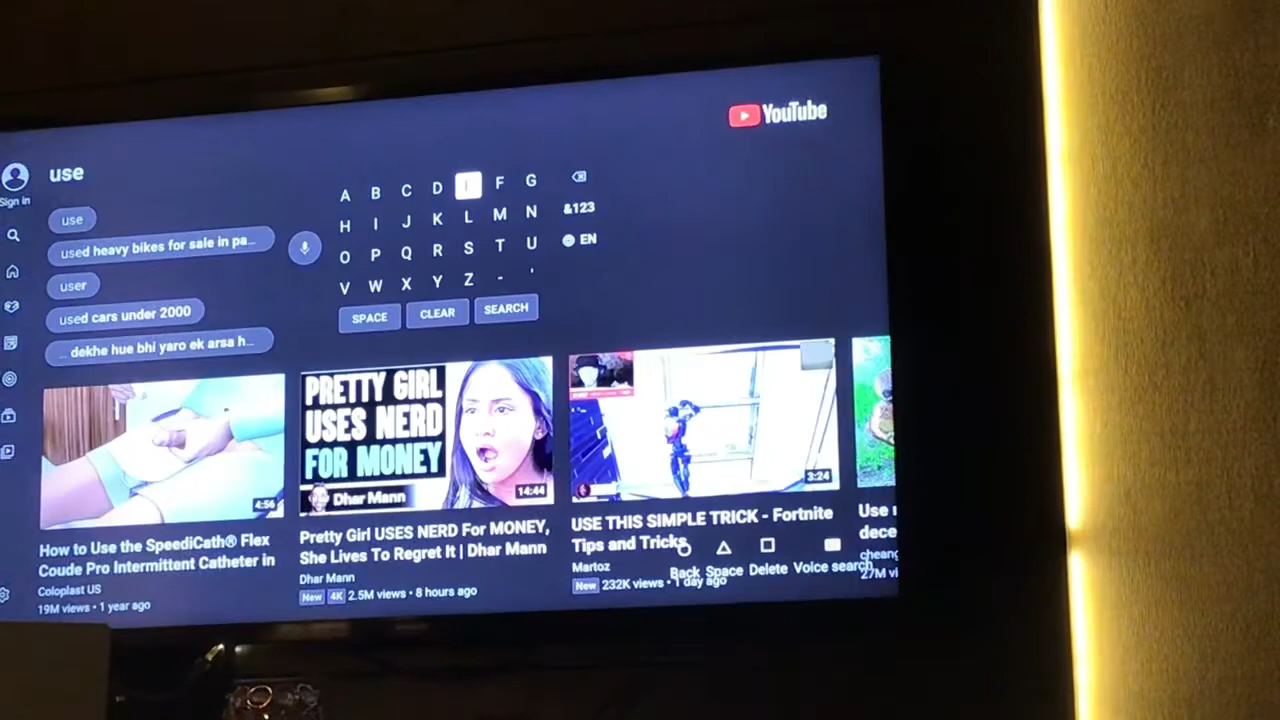 YouTube
use
Sign in
use
used heavy bikes for sale in pa...
user
used cars under 2000
... dekhe hue bhi yaro ek arsa h...
A B C D F G
H I J K L M N &123
O P Q R S T U EN
V W X Y Z - '
SPACE CLEAR SEARCH
4:56
How to Use the SpeediCath® Flex
Coude Pro Intermittent Catheter in
Coloplast US
19M views • 1 year ago
PRETTY GIRL
USES NERD
FOR MONEY
Dhar Mann
14:44
Pretty Girl USES NERD For MONEY,
She Lives To Regret It | Dhar Mann
Dhar Mann
New 4K 2.5M views • 8 hours ago
3:24
USE THIS SIMPLE TRICK - Fortnite
Tips and Tricks
Martoz
New 232K views • 1 day ago
Use
dece
cheang
27M vi
Back Space Delete Voice search